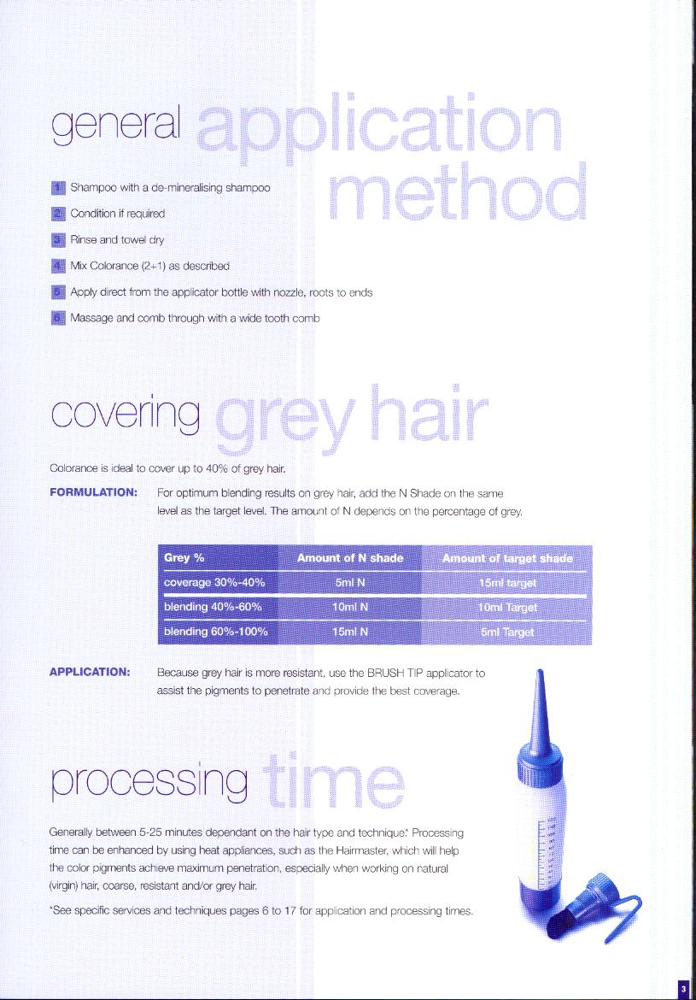 general application
method
1 Shampoo with a de-mineralising shampoo
2 Condition if required
3 Rinse and towel dry
4 Mix Colorance (2+1) as described
5 Apply direct from the applicator bottle with nozzle, roots to ends
6 Massage and comb through with a wide tooth comb
covering grey hair
Colorance is ideal to cover up to 40% of grey hair.
FORMULATION: For optimum blending results on grey hair, add the N Shade on the same
level as the target level. The amount of N depends on the percentage of grey.
Grey % Amount of N shade Amount of target shade
coverage 30%-40% 5ml N 15ml target
blending 40%-60% 10ml N 10ml Target
blending 60%-100% 15ml N 5ml Target
APPLICATION: Because grey hair is more resistant, use the BRUSH TIP applicator to
assist the pigments to penetrate and provide the best coverage.
processing time
Generally between 5-25 minutes dependant on the hair type and technique.* Processing
time can be enhanced by using heat appliances, such as the Hairmaster, which will help
the color pigments achieve maximum penetration, especially when working on natural
(virgin) hair, coarse, resistant and/or grey hair.
*See specific services and techniques pages 6 to 17 for application and processing times.
3